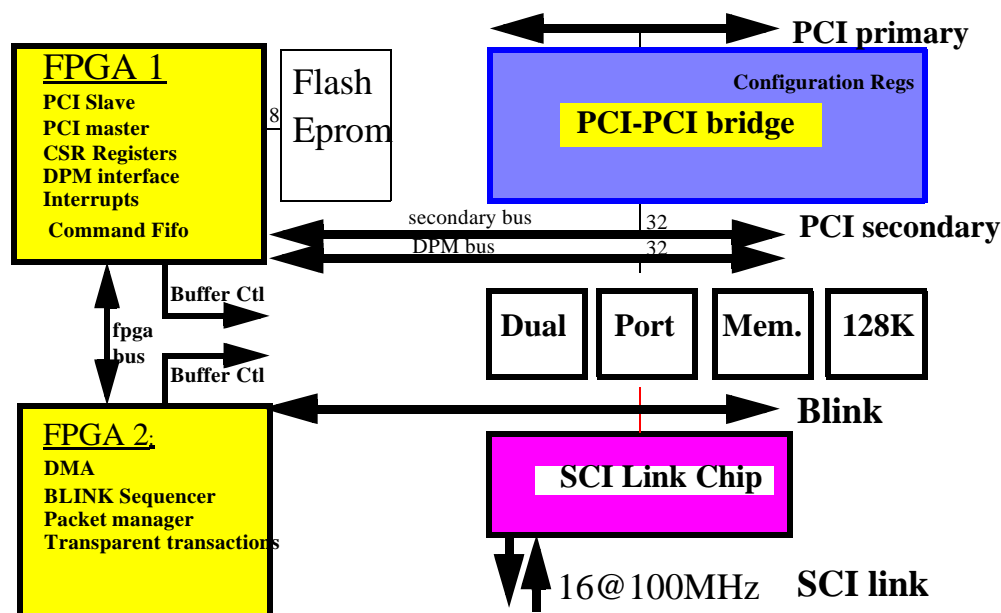 PCI primary
FPGA 1
PCI Slave
PCI master
CSR Registers
DPM interface
Interrupts
Command Fifo
8
Flash
Eprom
Configuration Regs
PCI-PCI bridge
secondary bus
32
PCI secondary
DPM bus
32
Buffer Ctl
fpga
bus
Buffer Ctl
Dual
Port
Mem.
128K
Blink
FPGA 2:
DMA
BLINK Sequencer
Packet manager
Transparent transactions
SCI Link Chip
16@100MHz
SCI link